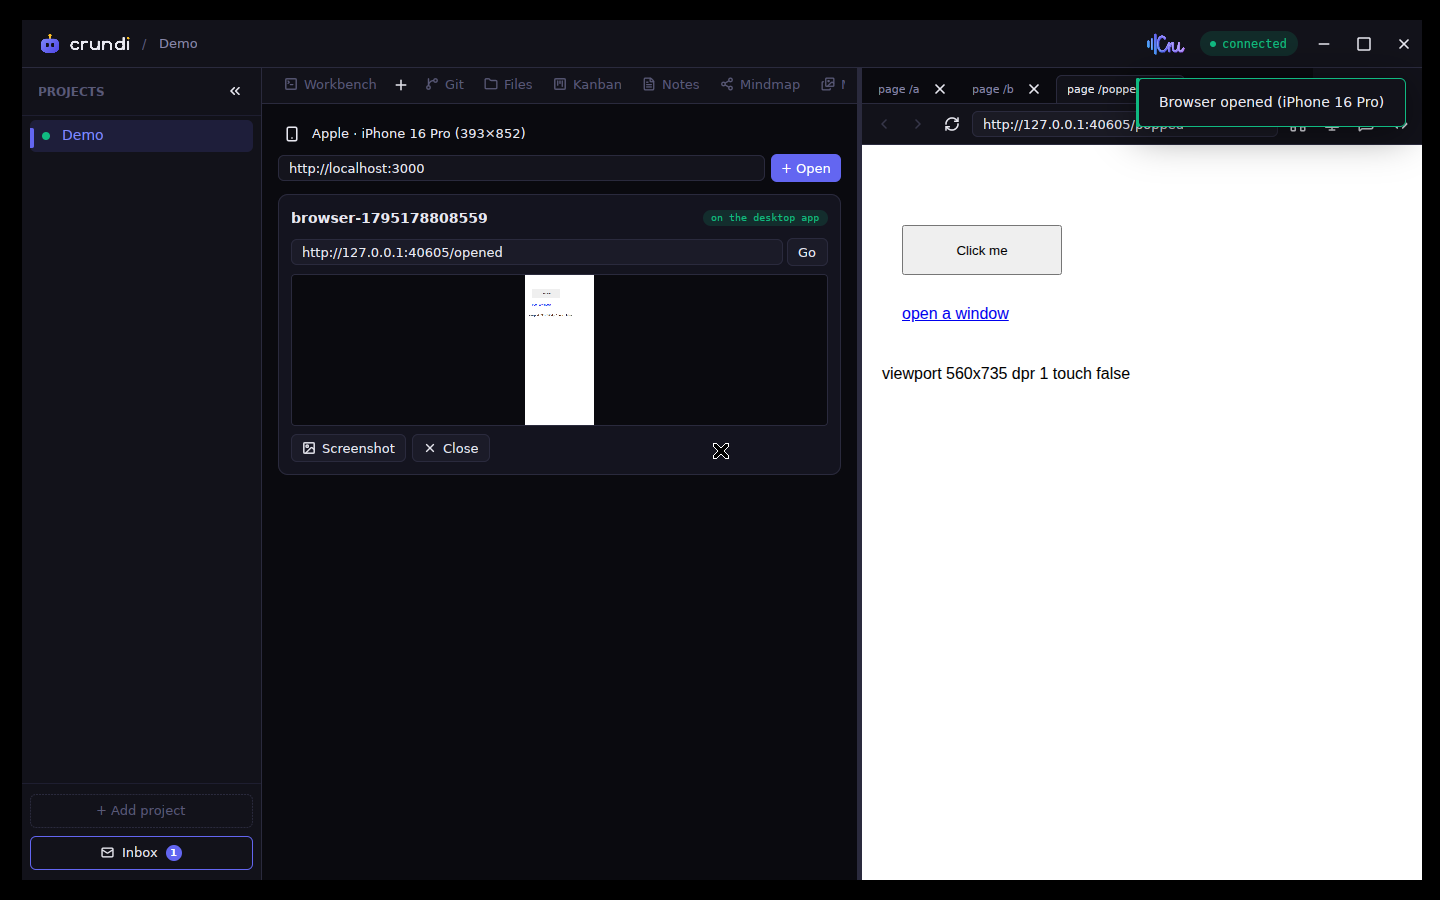 crundi / Demo
Cru
connected
PROJECTS
Demo
+ Add project
Inbox 1
Workbench
Git
Files
Kanban
Notes
Mindmap
Apple · iPhone 16 Pro (393×852)
http://localhost:3000
+ Open
browser-1795178808559
on the desktop app
http://127.0.0.1:40605/opened
Go
Screenshot
Close
page /a
page /b
page /poppe
Browser opened (iPhone 16 Pro)
http://127.0.0.1:40605/popped
Click me
open a window
viewport 560x735 dpr 1 touch false